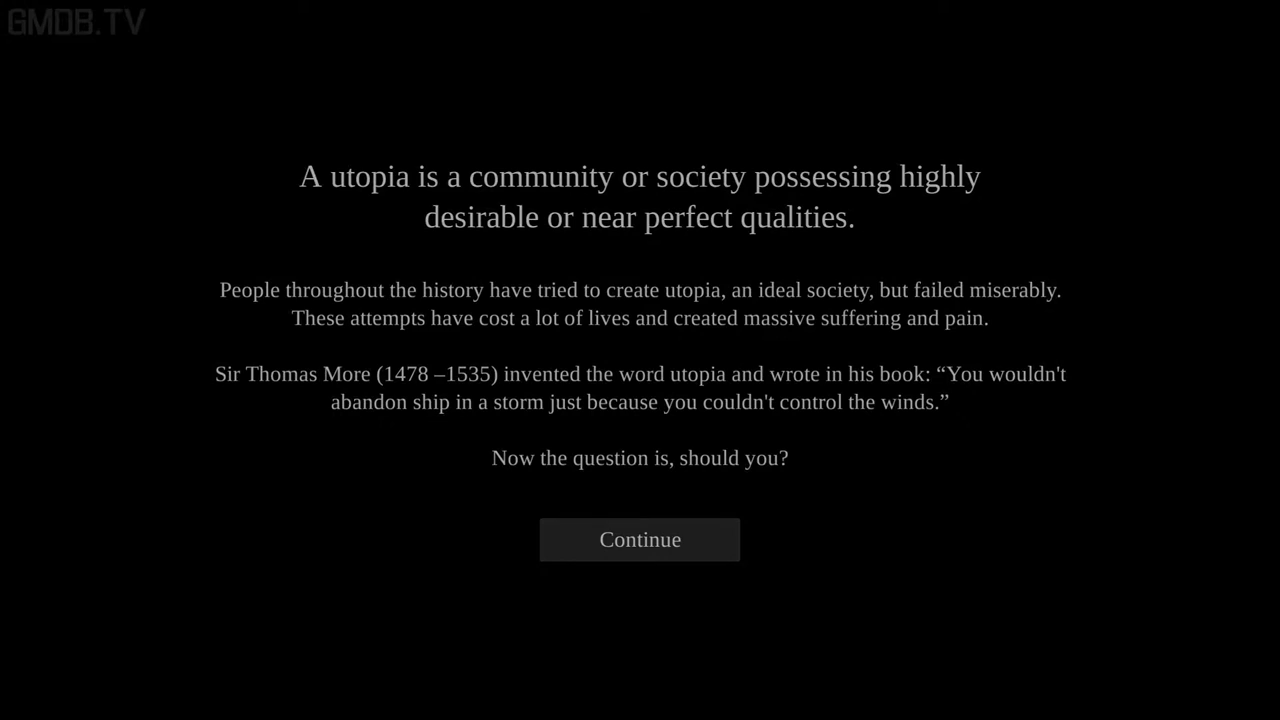 GMDB.TV
A utopia is a community or society possessing highly
desirable or near perfect qualities.
People throughout the history have tried to create utopia, an ideal society, but failed miserably.
These attempts have cost a lot of lives and created massive suffering and pain.
Sir Thomas More (1478 –1535) invented the word utopia and wrote in his book: “You wouldn't
abandon ship in a storm just because you couldn't control the winds.”
Now the question is, should you?
Continue